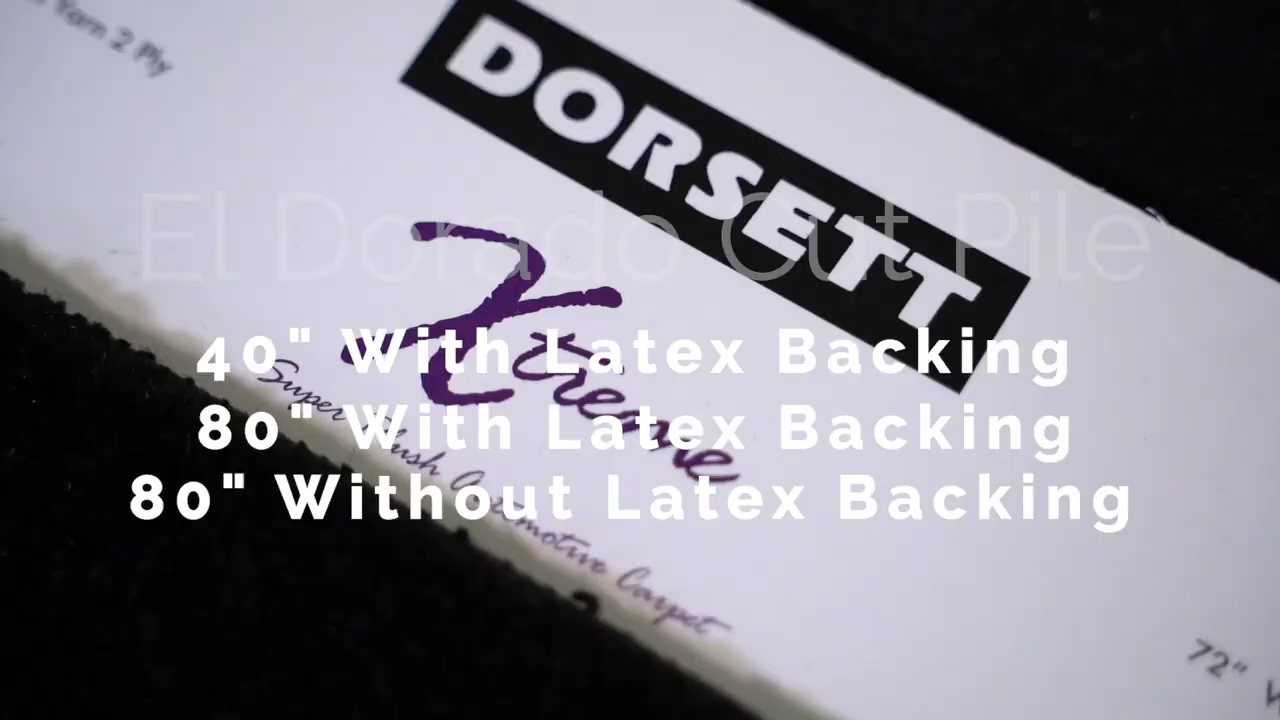 Yarn 2 Ply
DORSETT
El Dorado Cut Pile
Xtreme
40" With Latex Backing
Super Plush Automotive Carpet
80" With Latex Backing
80" Without Latex Backing
72"